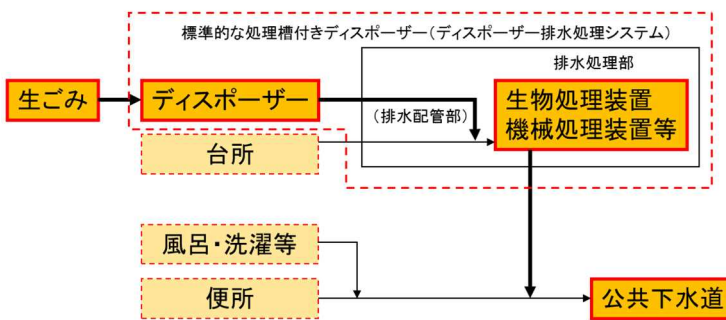 標準的な処理槽付きディスポーザー(ディスポーザー排水処理システム)
排水処理部
生ごみ
ディスポーザー
生物処理装置
機械処理装置等
(排水配管部)
台所
風呂・洗濯等
便所
公共下水道